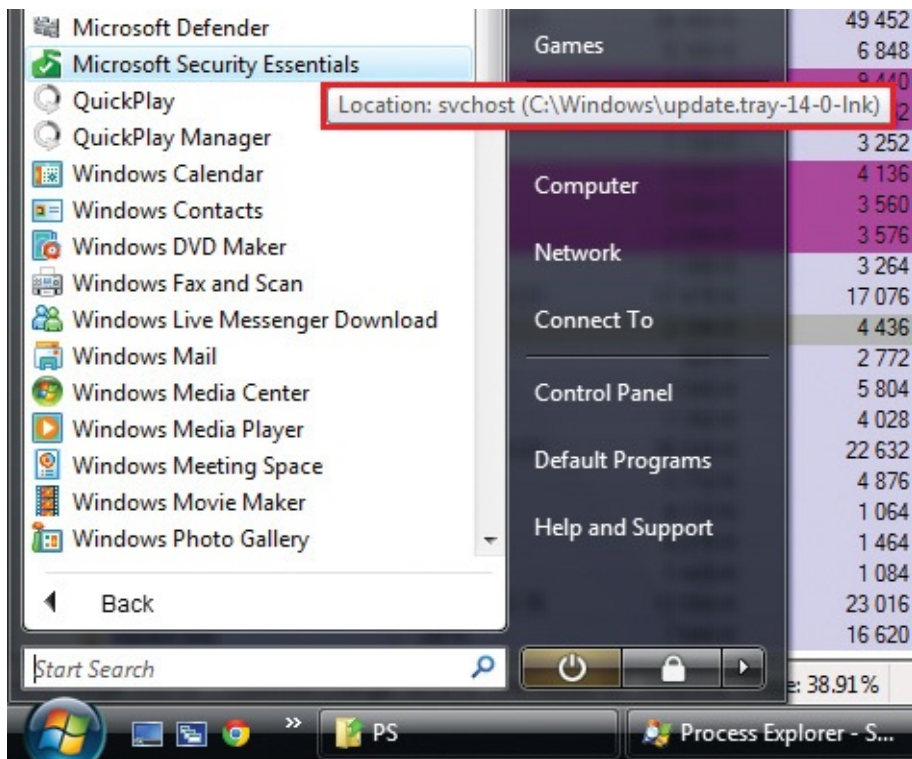 Microsoft Defender
Microsoft Security Essentials
QuickPlay
QuickPlay Manager
Windows Calendar
Windows Contacts
Windows DVD Maker
Windows Fax and Scan
Windows Live Messenger Download
Windows Mail
Windows Media Center
Windows Media Player
Windows Meeting Space
Windows Movie Maker
Windows Photo Gallery
Back
Start Search
Games
Location: svchost (C:\Windows\update.tray-14-0-lnk)
Computer
Network
Connect To
Control Panel
Default Programs
Help and Support
49 452
6 848
9 440
3 252
4 136
3 560
3 576
3 264
17 076
4 436
2 772
5 804
4 028
22 632
4 876
1 064
1 464
1 084
23 016
16 620
e: 38.91%
PS
Process Explorer - S...